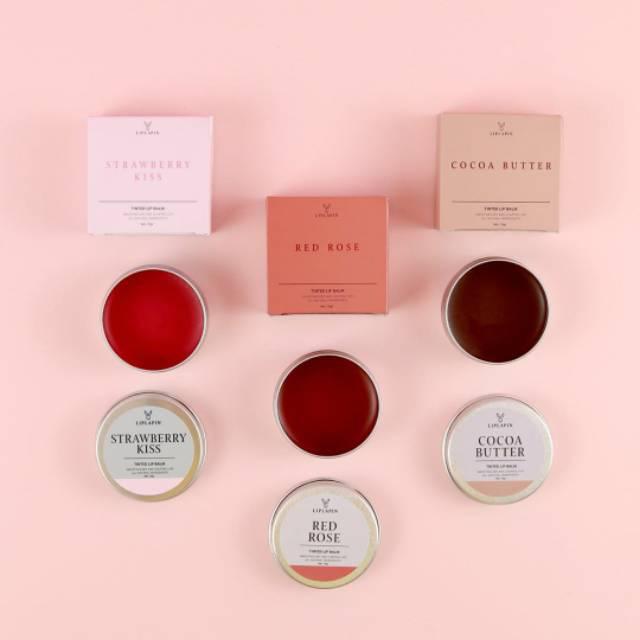 LIPLAPIN
STRAWBERRY
KISS
TINTED LIP BALM
LIPLAPIN
COCOA BUTTER
TINTED LIP BALM
LIPLAPIN
RED ROSE
TINTED LIP BALM
LIPLAPIN
STRAWBERRY
KISS
TINTED LIP BALM
LIPLAPIN
COCOA
BUTTER
TINTED LIP BALM
LIPLAPIN
RED
ROSE
TINTED LIP BALM